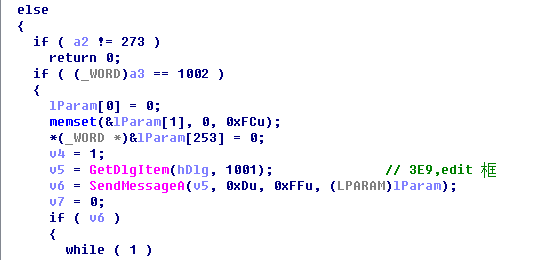 else
{
if ( a2 != 273 )
return 0;
if ( (_WORD)a3 == 1002 )
{
lParam[0] = 0;
memset(&lParam[1], 0, 0xFCu);
*(_WORD *)&lParam[253] = 0;
v4 = 1;
v5 = GetDlgItem(hDlg, 1001); // 3E9,edit 框
v6 = SendMessageA(v5, 0xDu, 0xFFu, (LPARAM)lParam);
v7 = 0;
if ( v6 )
{
while ( 1 )